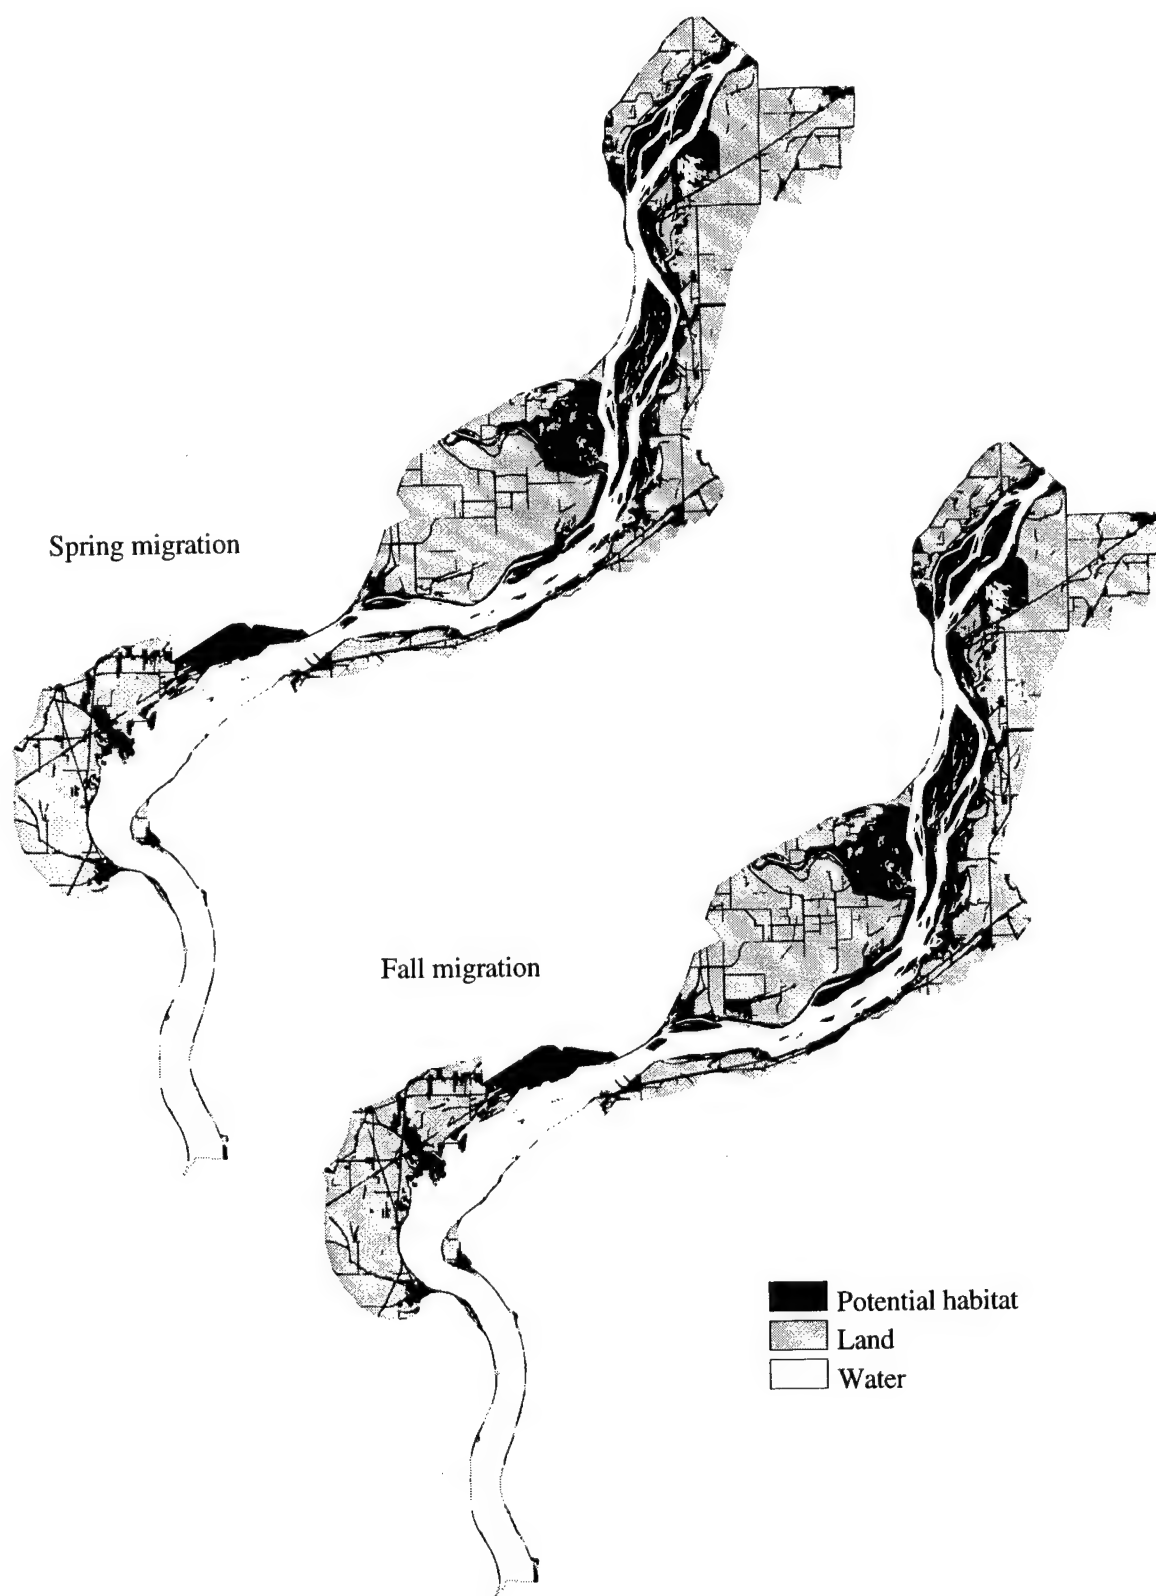 Spring migration
Fall migration
Potential habitat
Land
Water